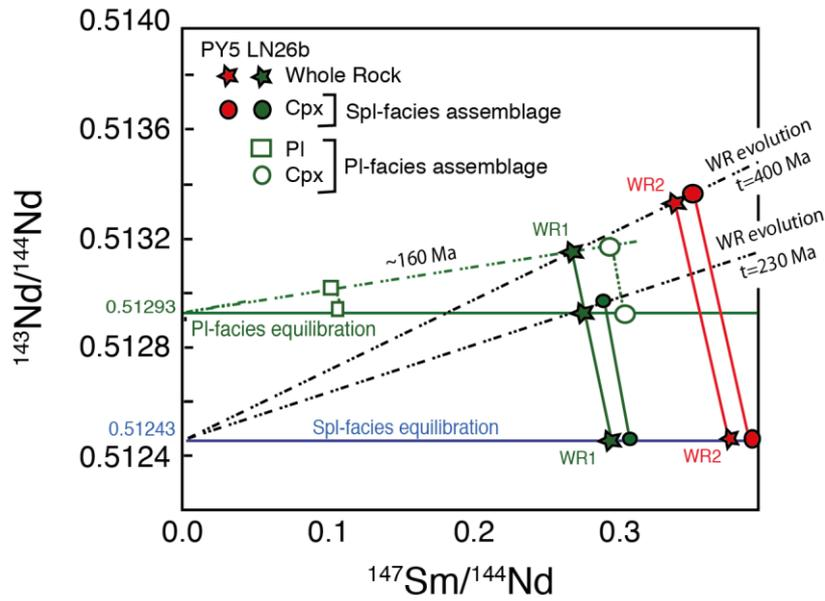 0.5140
PY5 LN26b
Whole Rock
Cpx
Spl-facies assemblage
Pl
Cpx
Pl-facies assemblage
0.5136
WR evolution
t=400 Ma
WR2
0.5132
WR1
WR evolution
t=230 Ma
~160 Ma
0.51293
Pl-facies equilibration
0.5128
0.51243
Spl-facies equilibration
0.5124
WR1
WR2
0.0
0.1
0.2
0.3
147Sm/144Nd
143Nd/144Nd